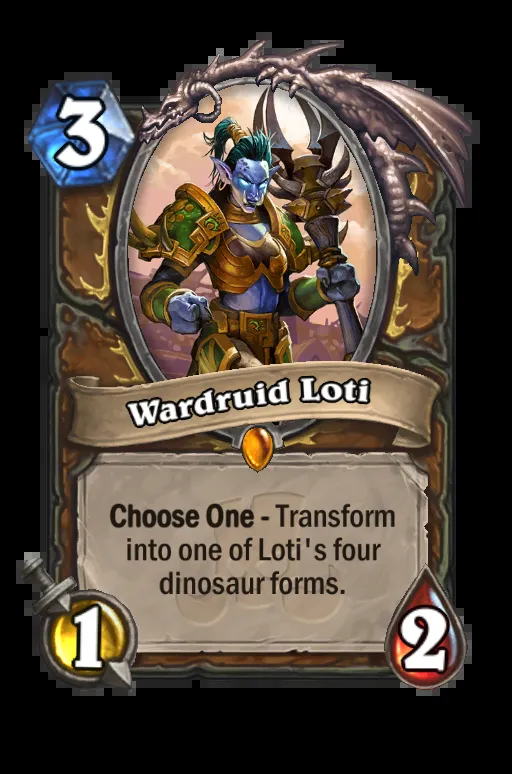 3
Wardruid Loti
Choose One - Transform
into one of Loti's four
dinosaur forms.
1
2